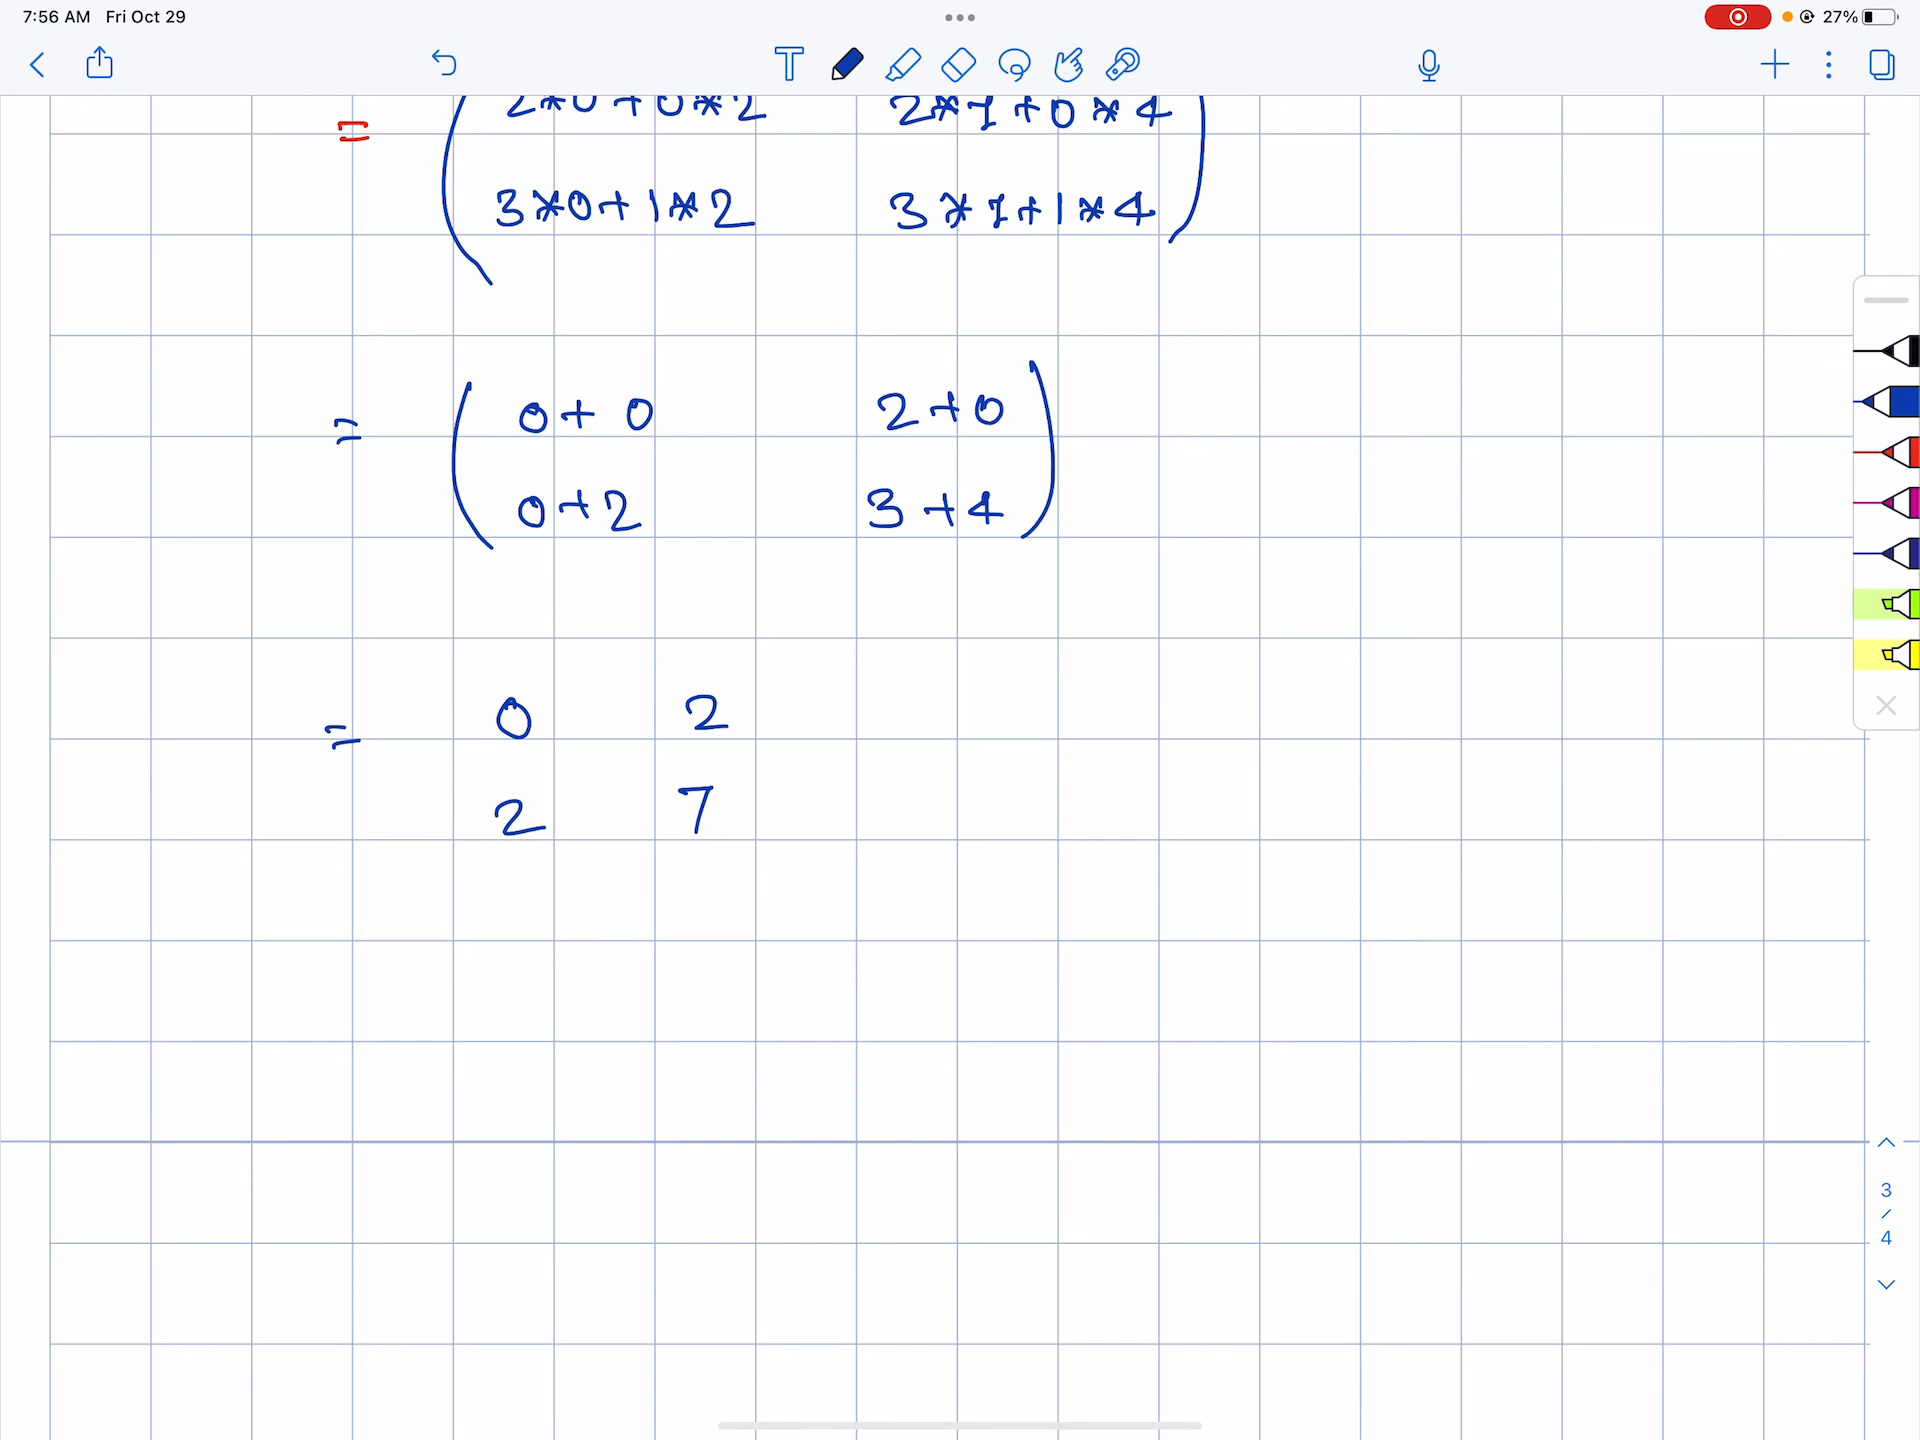 7:56 AM Fri Oct 29
27%
T
= 2*0+0*2 2*1+0*4
3*0+1*2 3*1+1*4
= ( 0+0 2+0 )
0+2 3+4
= 0 2
2 7
3
/
4